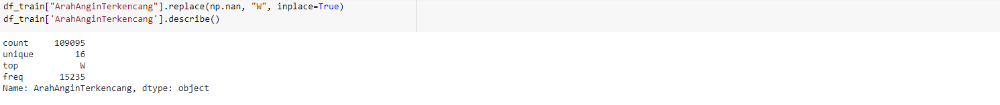 df_train["ArahAnginTerkencang"].replace(np.nan, "W", inplace=True)
df_train['ArahAnginTerkencang'].describe()
count     109095
unique        16
top            W
freq       15235
Name: ArahAnginTerkencang, dtype: object